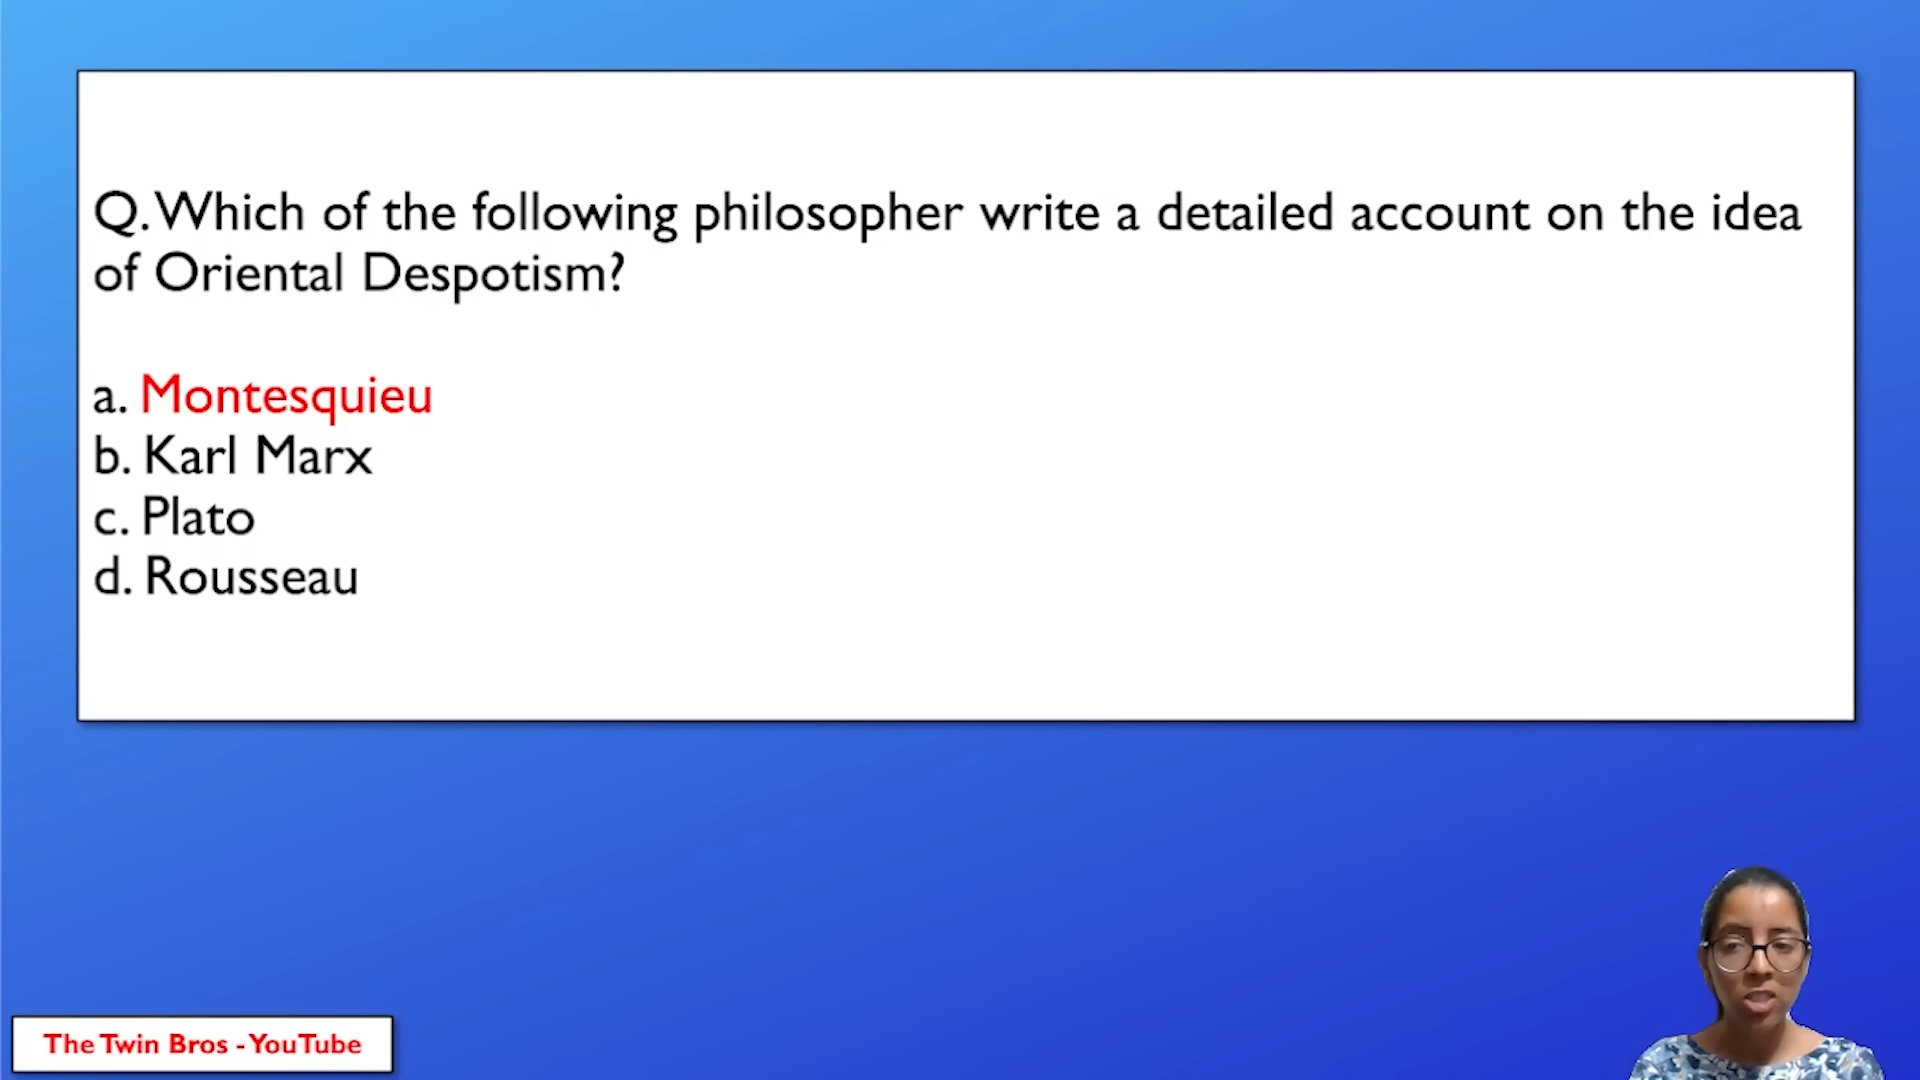 Q. Which of the following philosopher write a detailed account on the idea
of Oriental Despotism?
a. Montesquieu
b. Karl Marx
c. Plato
d. Rousseau
The Twin Bros - YouTube